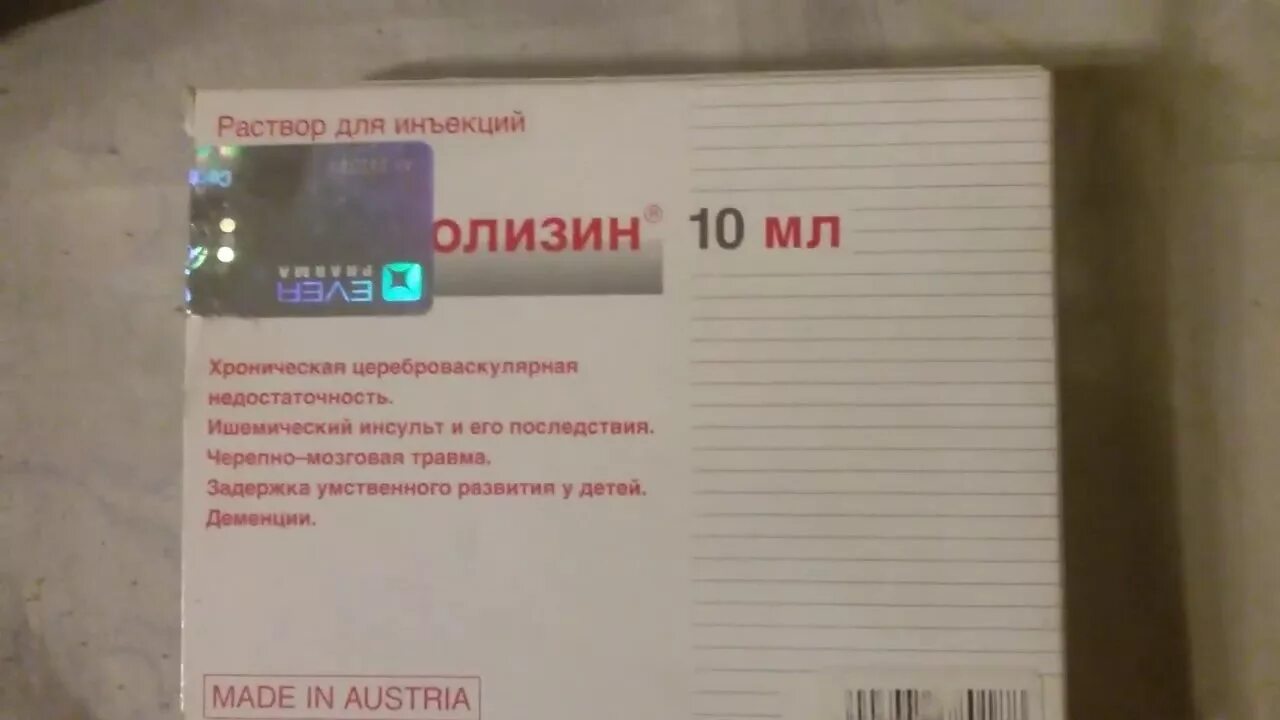 Раствор для инъекций
олизин® 10 мл
EVER
PHARMA
Хроническая цереброваскулярная
недостаточность.
Ишемический инсульт и его последствия.
Черепно–мозговая травма.
Задержка умственного развития у детей.
Деменции.
MADE IN AUSTRIA